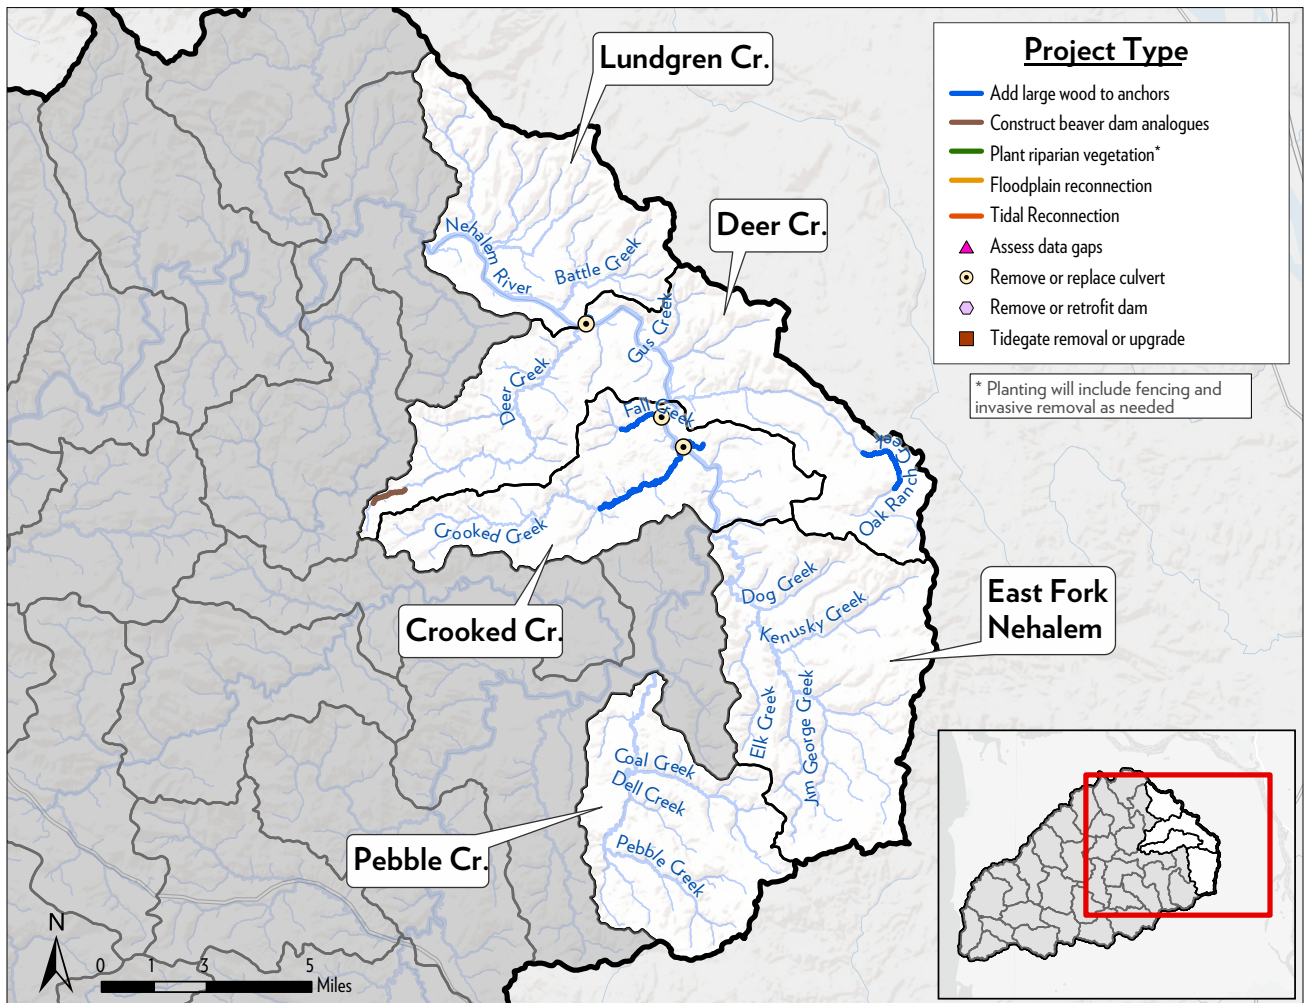 Lundgren Cr.
Deer Cr.
Nehalem River
Battle Creek
Gus Creek
Deer Creek
Fall Creek
Oak Ranch Creek
Crooked Creek
Crooked Cr.
Dog Creek
Kenusky Creek
East Fork
Nehalem
Elk Creek
Jim George Creek
Coal Creek
Dell Creek
Pebble Creek
Pebble Cr.
Project Type
Add large wood to anchors
Construct beaver dam analogues
Plant riparian vegetation*
Floodplain reconnection
Tidal Reconnection
Assess data gaps
Remove or replace culvert
Remove or retrofit dam
Tidegate removal or upgrade
* Planting will include fencing and
invasive removal as needed
N
0 1 3 5
Miles